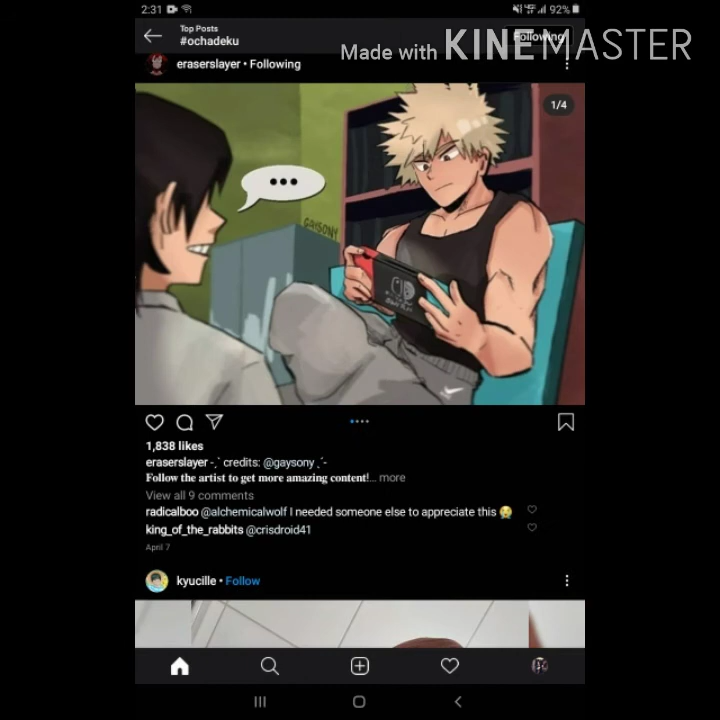 2:31 92%
Top Posts
#ochadeku
Following
Made with KINEMASTER
eraserslayer • Following
1/4
GAYSONY
1,838 likes
eraserslayer -ˏˋ credits: @gaysony ˎˊ-
Follow the artist to get more amazing content!... more
View all 9 comments
radicalboo @alchemicalwolf I needed someone else to appreciate this 😭
king_of_the_rabbits @crisdroid41
April 7
kyucille • Follow